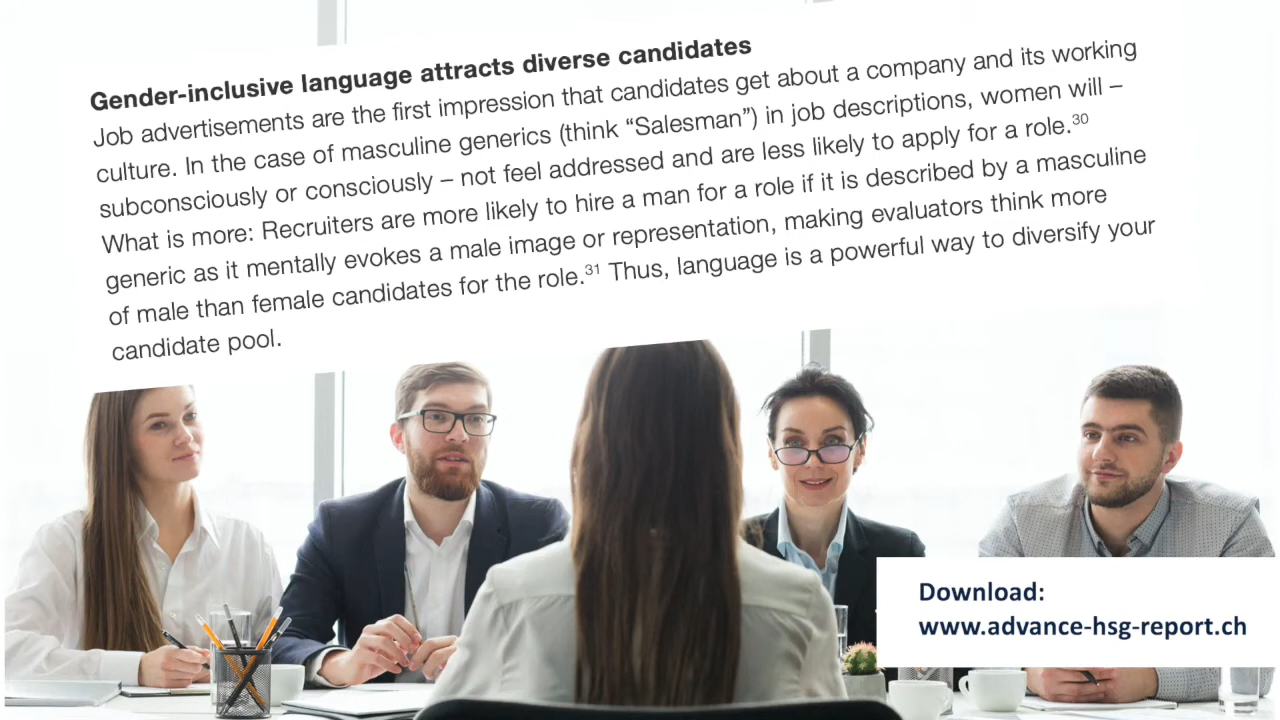 Gender-inclusive language attracts diverse candidates
Job advertisements are the first impression that candidates get about a company and its working
culture. In the case of masculine generics (think “Salesman”) in job descriptions, women will –
subconsciously or consciously – not feel addressed and are less likely to apply for a role.30
What is more: Recruiters are more likely to hire a man for a role if it is described by a masculine
generic as it mentally evokes a male image or representation, making evaluators think more
of male than female candidates for the role.31 Thus, language is a powerful way to diversify your
candidate pool.
Download:
www.advance-hsg-report.ch